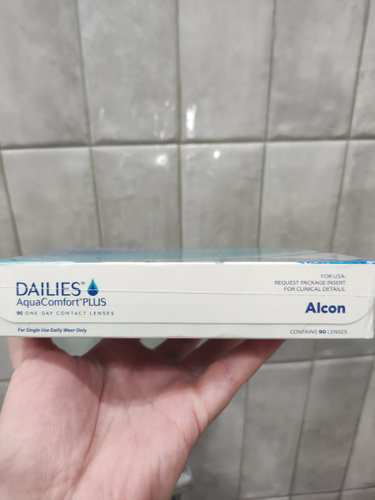 DAILIES™
AquaComfort® PLUS
90 ONE-DAY CONTACT LENSES
For Single Use Daily Wear Only
FOR USA:
REQUEST PACKAGE INSERT
FOR CLINICAL DETAILS.
Alcon
CONTAINS 90 LENSES